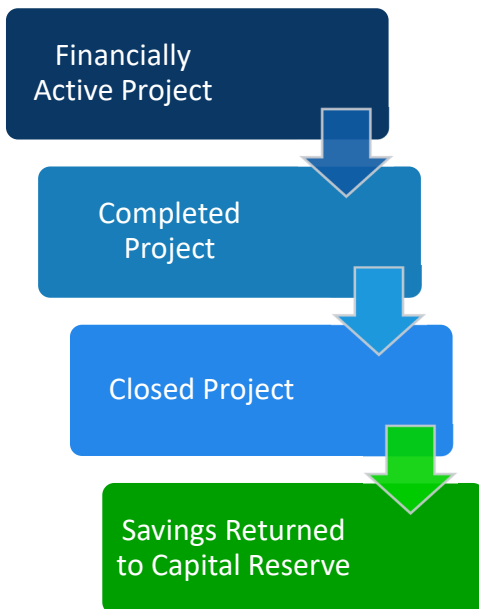 Financially
Active Project
Completed
Project
Closed Project
Savings Returned
to Capital Reserve